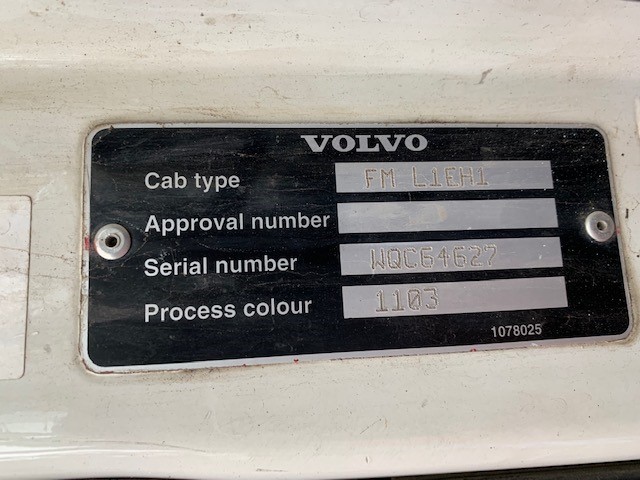 VOLVO
Cab type FM L1EH1
Approval number
Serial number WQC64627
Process colour 1103
1078025